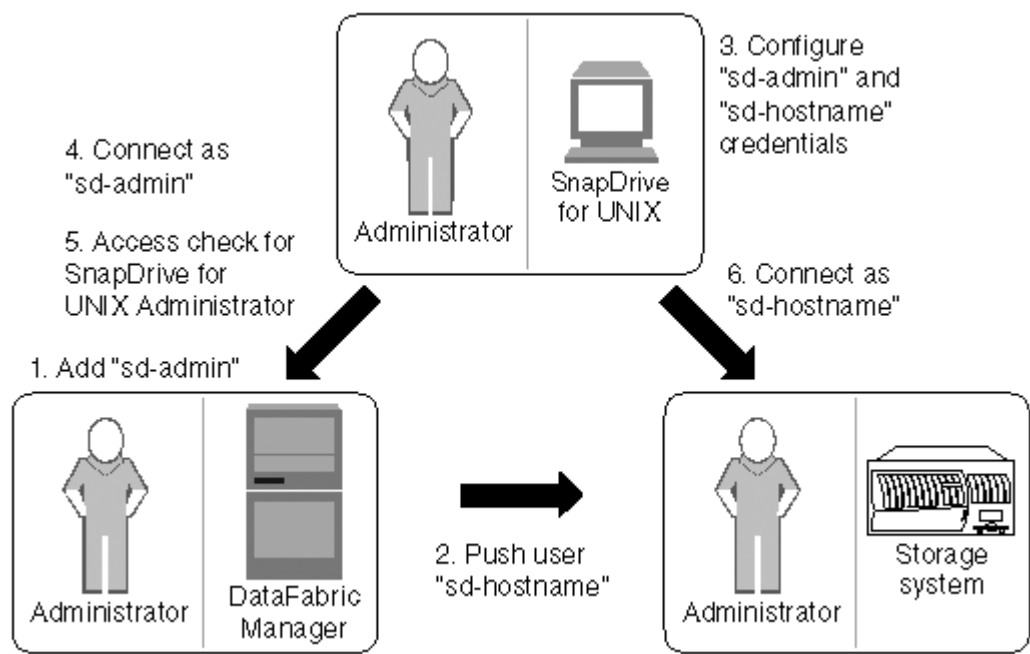 3. Configure
"sd-admin" and
"sd-hostname"
credentials
4. Connect as
"sd-admin"
SnapDrive
for UNIX
Administrator
5. Access check for
SnapDrive for
UNIX Administrator
6. Connect as
"sd-hostname"
1. Add "sd-admin"
2. Push user
"sd-hostname"
Administrator
DataFabric
Manager
Administrator
Storage
system